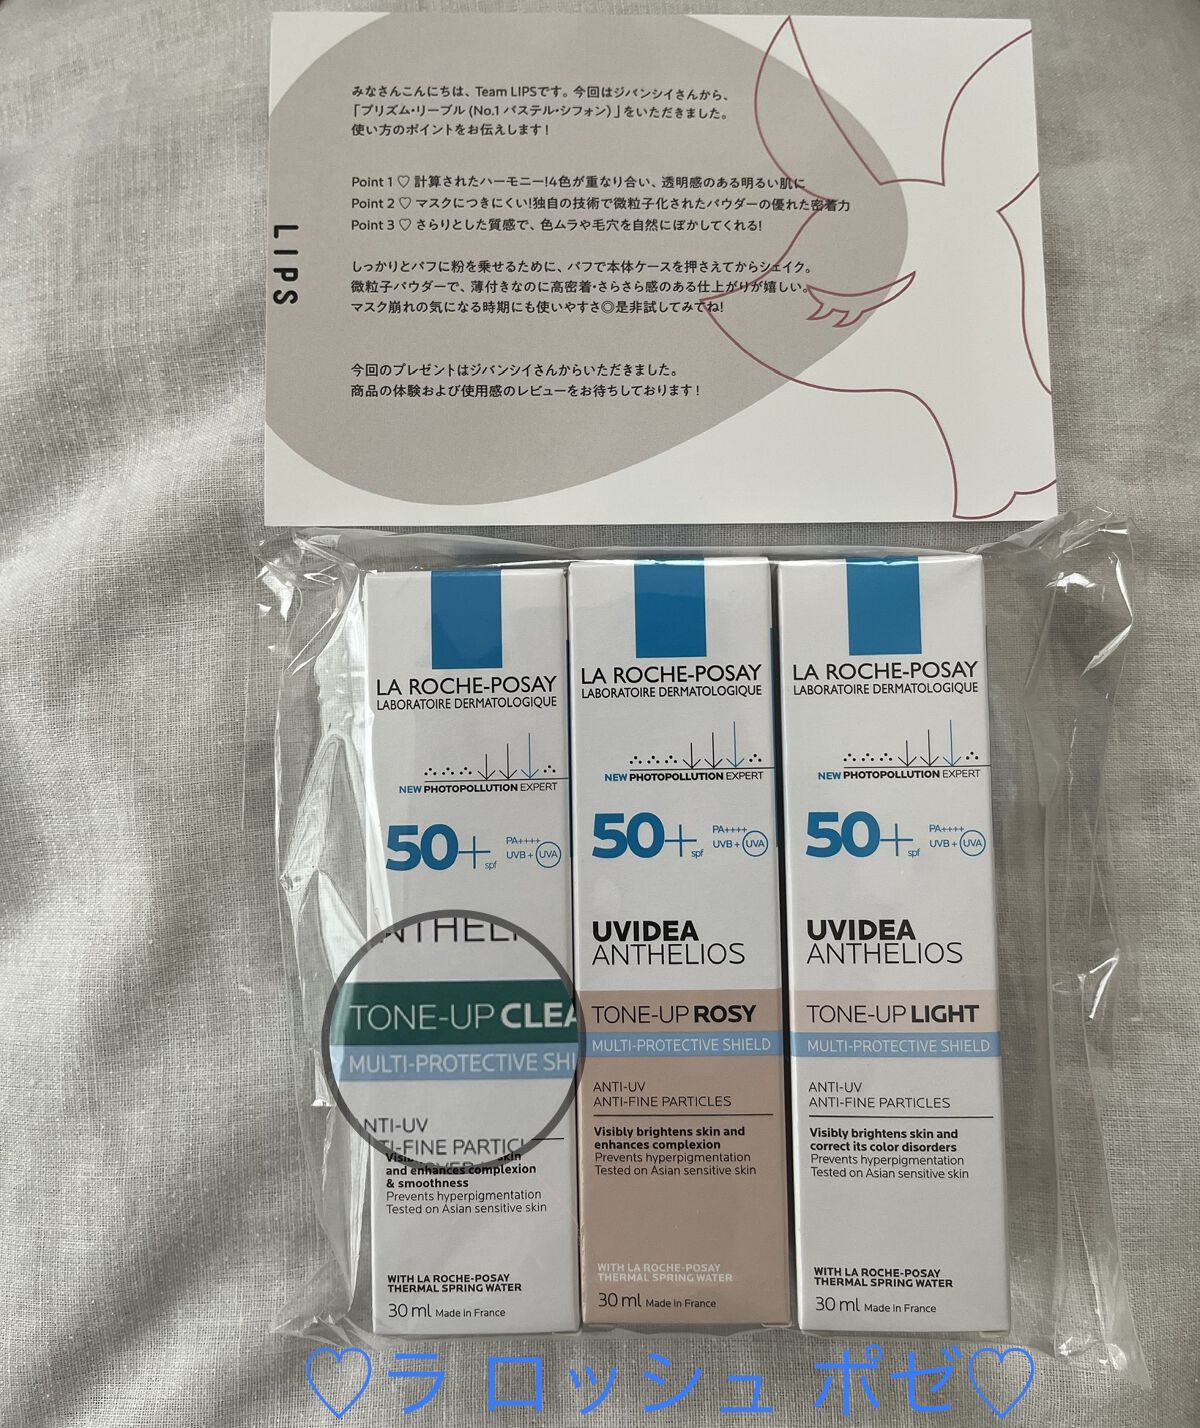 みなさんこんにちは、Team LIPSです。今回はジバンシイさんから、
「プリズム・リーブル (No.1 パステル・シフォン)」をいただきました。
使い方のポイントをお伝えします!
Point 1 ♡ 計算されたハーモニー!4色が重なり合い、透明感のある明るい肌に
Point 2 ♡ マスクにつきにくい!独自の技術で微粒子化されたパウダーの優れた密着力
Point 3 ♡ さらりとした質感で、色ムラや毛穴を自然にぼかしてくれる!
しっかりとパフに粉を乗せるために、パフで本体ケースを押さえてからシェイク。
微粒子パウダーで、薄付きなのに高密着・さらさら感のある仕上がりが嬉しい。
マスク崩れの気になる時期にも使いやすさ◎是非試してみてね!
今回のプレゼントはジバンシイさんからいただきました。
商品の体験および使用感のレビューをお待ちしております!
LIPS
LA ROCHE-POSAY
LABORATOIRE DERMATOLOGIQUE
NEW PHOTOPOLLUTION EXPERT
50+ spf
PA++++
UVB + UVA
NTHELI
TONE-UP CLEA
MULTI-PROTECTIVE SHI
NTI-UV
TI-FINE PARTICL
and enhances complexion
& smoothness
Prevents hyperpigmentation
Tested on Asian sensitive skin
WITH LA ROCHE-POSAY
THERMAL SPRING WATER
30 ml Made in France
LA ROCHE-POSAY
LABORATOIRE DERMATOLOGIQUE
NEW PHOTOPOLLUTION EXPERT
50+ spf
PA++++
UVB + UVA
UVIDEA
ANTHELIOS
TONE-UP ROSY
MULTI-PROTECTIVE SHIELD
ANTI-UV
ANTI-FINE PARTICLES
Visibly brightens skin and
enhances complexion
Prevents hyperpigmentation
Tested on Asian sensitive skin
WITH LA ROCHE-POSAY
THERMAL SPRING WATER
30 ml Made in France
LA ROCHE-POSAY
LABORATOIRE DERMATOLOGIQUE
NEW PHOTOPOLLUTION EXPERT
50+ spf
PA++++
UVB + UVA
UVIDEA
ANTHELIOS
TONE-UP LIGHT
MULTI-PROTECTIVE SHIELD
ANTI-UV
ANTI-FINE PARTICLES
Visibly brightens skin and
correct its color disorders
Prevents hyperpigmentation
Tested on Asian sensitive skin
WITH LA ROCHE-POSAY
THERMAL SPRING WATER
30 ml Made in France
♡ラ ロッシュ ポゼ♡